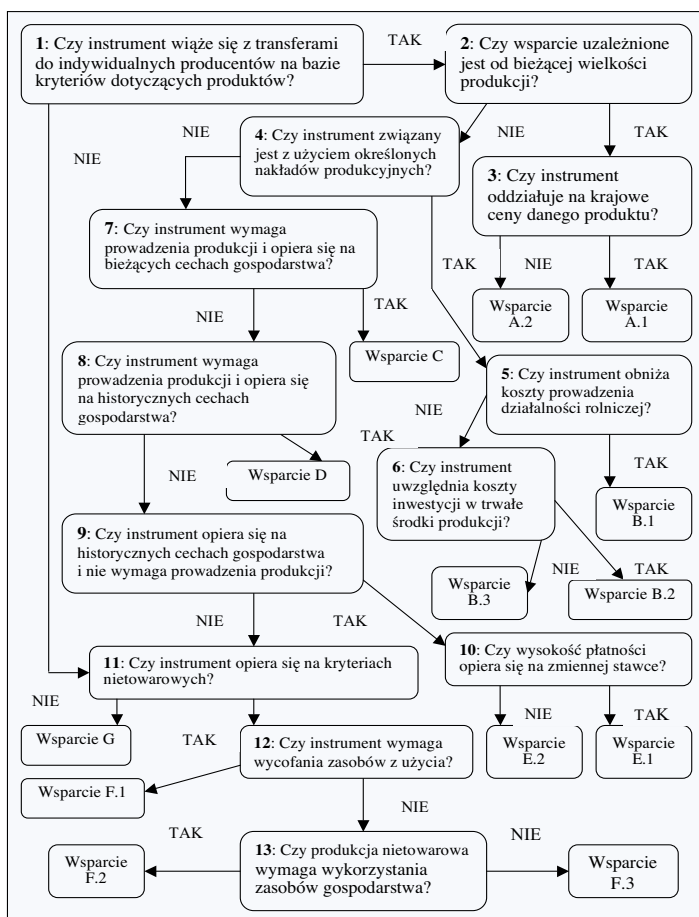 1: Czy instrument wiąże się z transferami
do indywidualnych producentów na bazie
kryteriów dotyczących produktów?
TAK
2: Czy wsparcie uzależnione
jest od bieżącej wielkości
produkcji?
NIE
4: Czy instrument związany
jest z użyciem określonych
nakładów produkcyjnych?
NIE
TAK
NIE
3: Czy instrument
oddziałuje na krajowe
ceny danego produktu?
7: Czy instrument wymaga
prowadzenia produkcji i opiera się na
bieżących cechach gospodarstwa?
TAK
NIE
TAK
Wsparcie
A.2
Wsparcie
A.1
NIE
TAK
Wsparcie C
8: Czy instrument wymaga
prowadzenia produkcji i opiera się
na historycznych cechach
gospodarstwa?
5: Czy instrument obniża
koszty prowadzenia
działalności rolniczej?
NIE
TAK
NIE
Wsparcie D
6: Czy instrument
uwzględnia koszty
inwestycji w trwałe
środki produkcji?
TAK
Wsparcie
B.1
9: Czy instrument opiera się na
historycznych cechach gospodarstwa
i nie wymaga prowadzenia produkcji?
NIE
TAK
Wsparcie
B.3
Wsparcie B.2
NIE
TAK
10: Czy wysokość płatności
opiera się na zmiennej stawce?
11: Czy instrument opiera się na kryteriach
nietowarowych?
NIE
NIE
TAK
Wsparcie G
TAK
12: Czy instrument wymaga
wycofania zasobów z użycia?
Wsparcie
E.2
Wsparcie
E.1
Wsparcie F.1
NIE
TAK
13: Czy produkcja nietowarowa
wymaga wykorzystania
zasobów gospodarstwa?
NIE
Wsparcie
F.2
Wsparcie
F.3